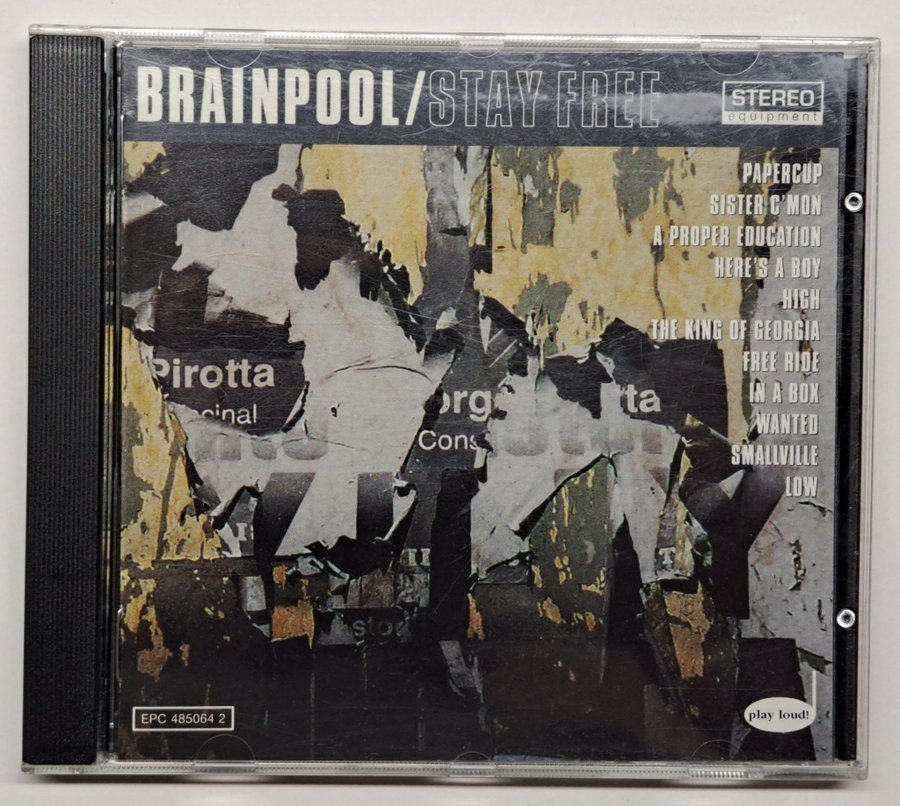 BRAINPOOL/STAY FREE
STEREO
equipment
PAPERCUP
SISTER C'MON
A PROPER EDUCATION
HERE'S A BOY
HIGH
THE KING OF GEORGIA
FREE RIDE
IN A BOX
WANTED
SMALLVILLE
LOW
Pirotta
Cons
EPC 485064 2
play loud!